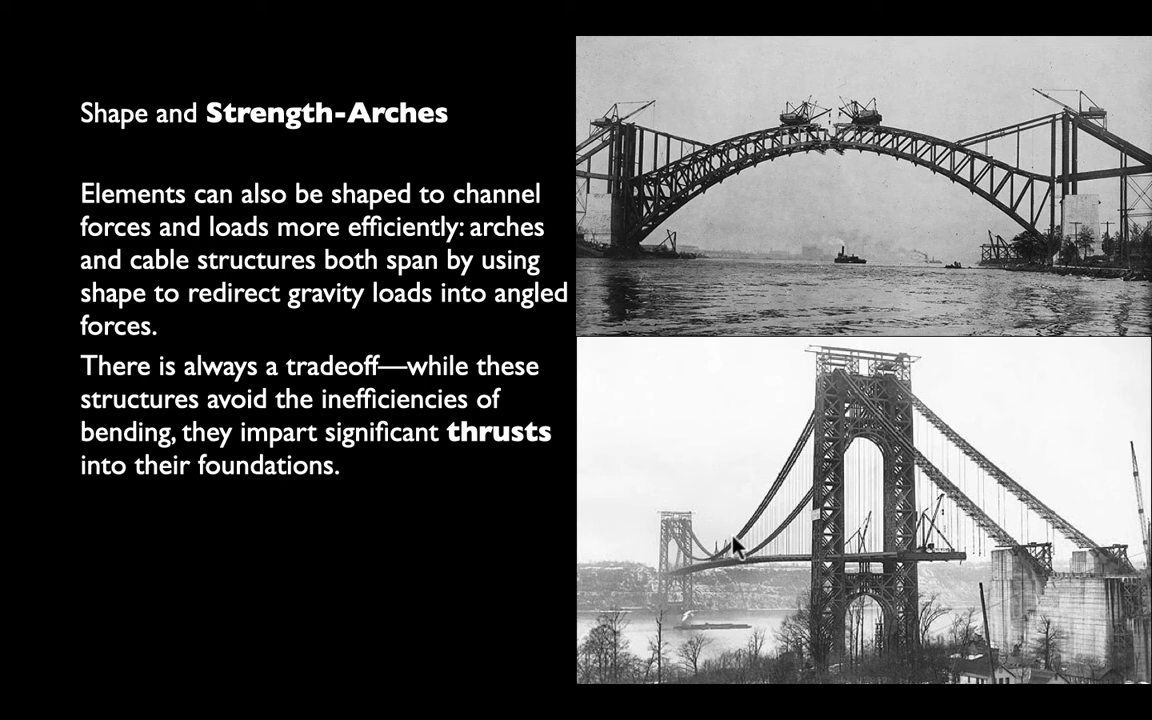 Shape and Strength-Arches
Elements can also be shaped to channel
forces and loads more efficiently: arches
and cable structures both span by using
shape to redirect gravity loads into angled
forces.
There is always a tradeoff—while these
structures avoid the inefficiencies of
bending, they impart significant thrusts
into their foundations.